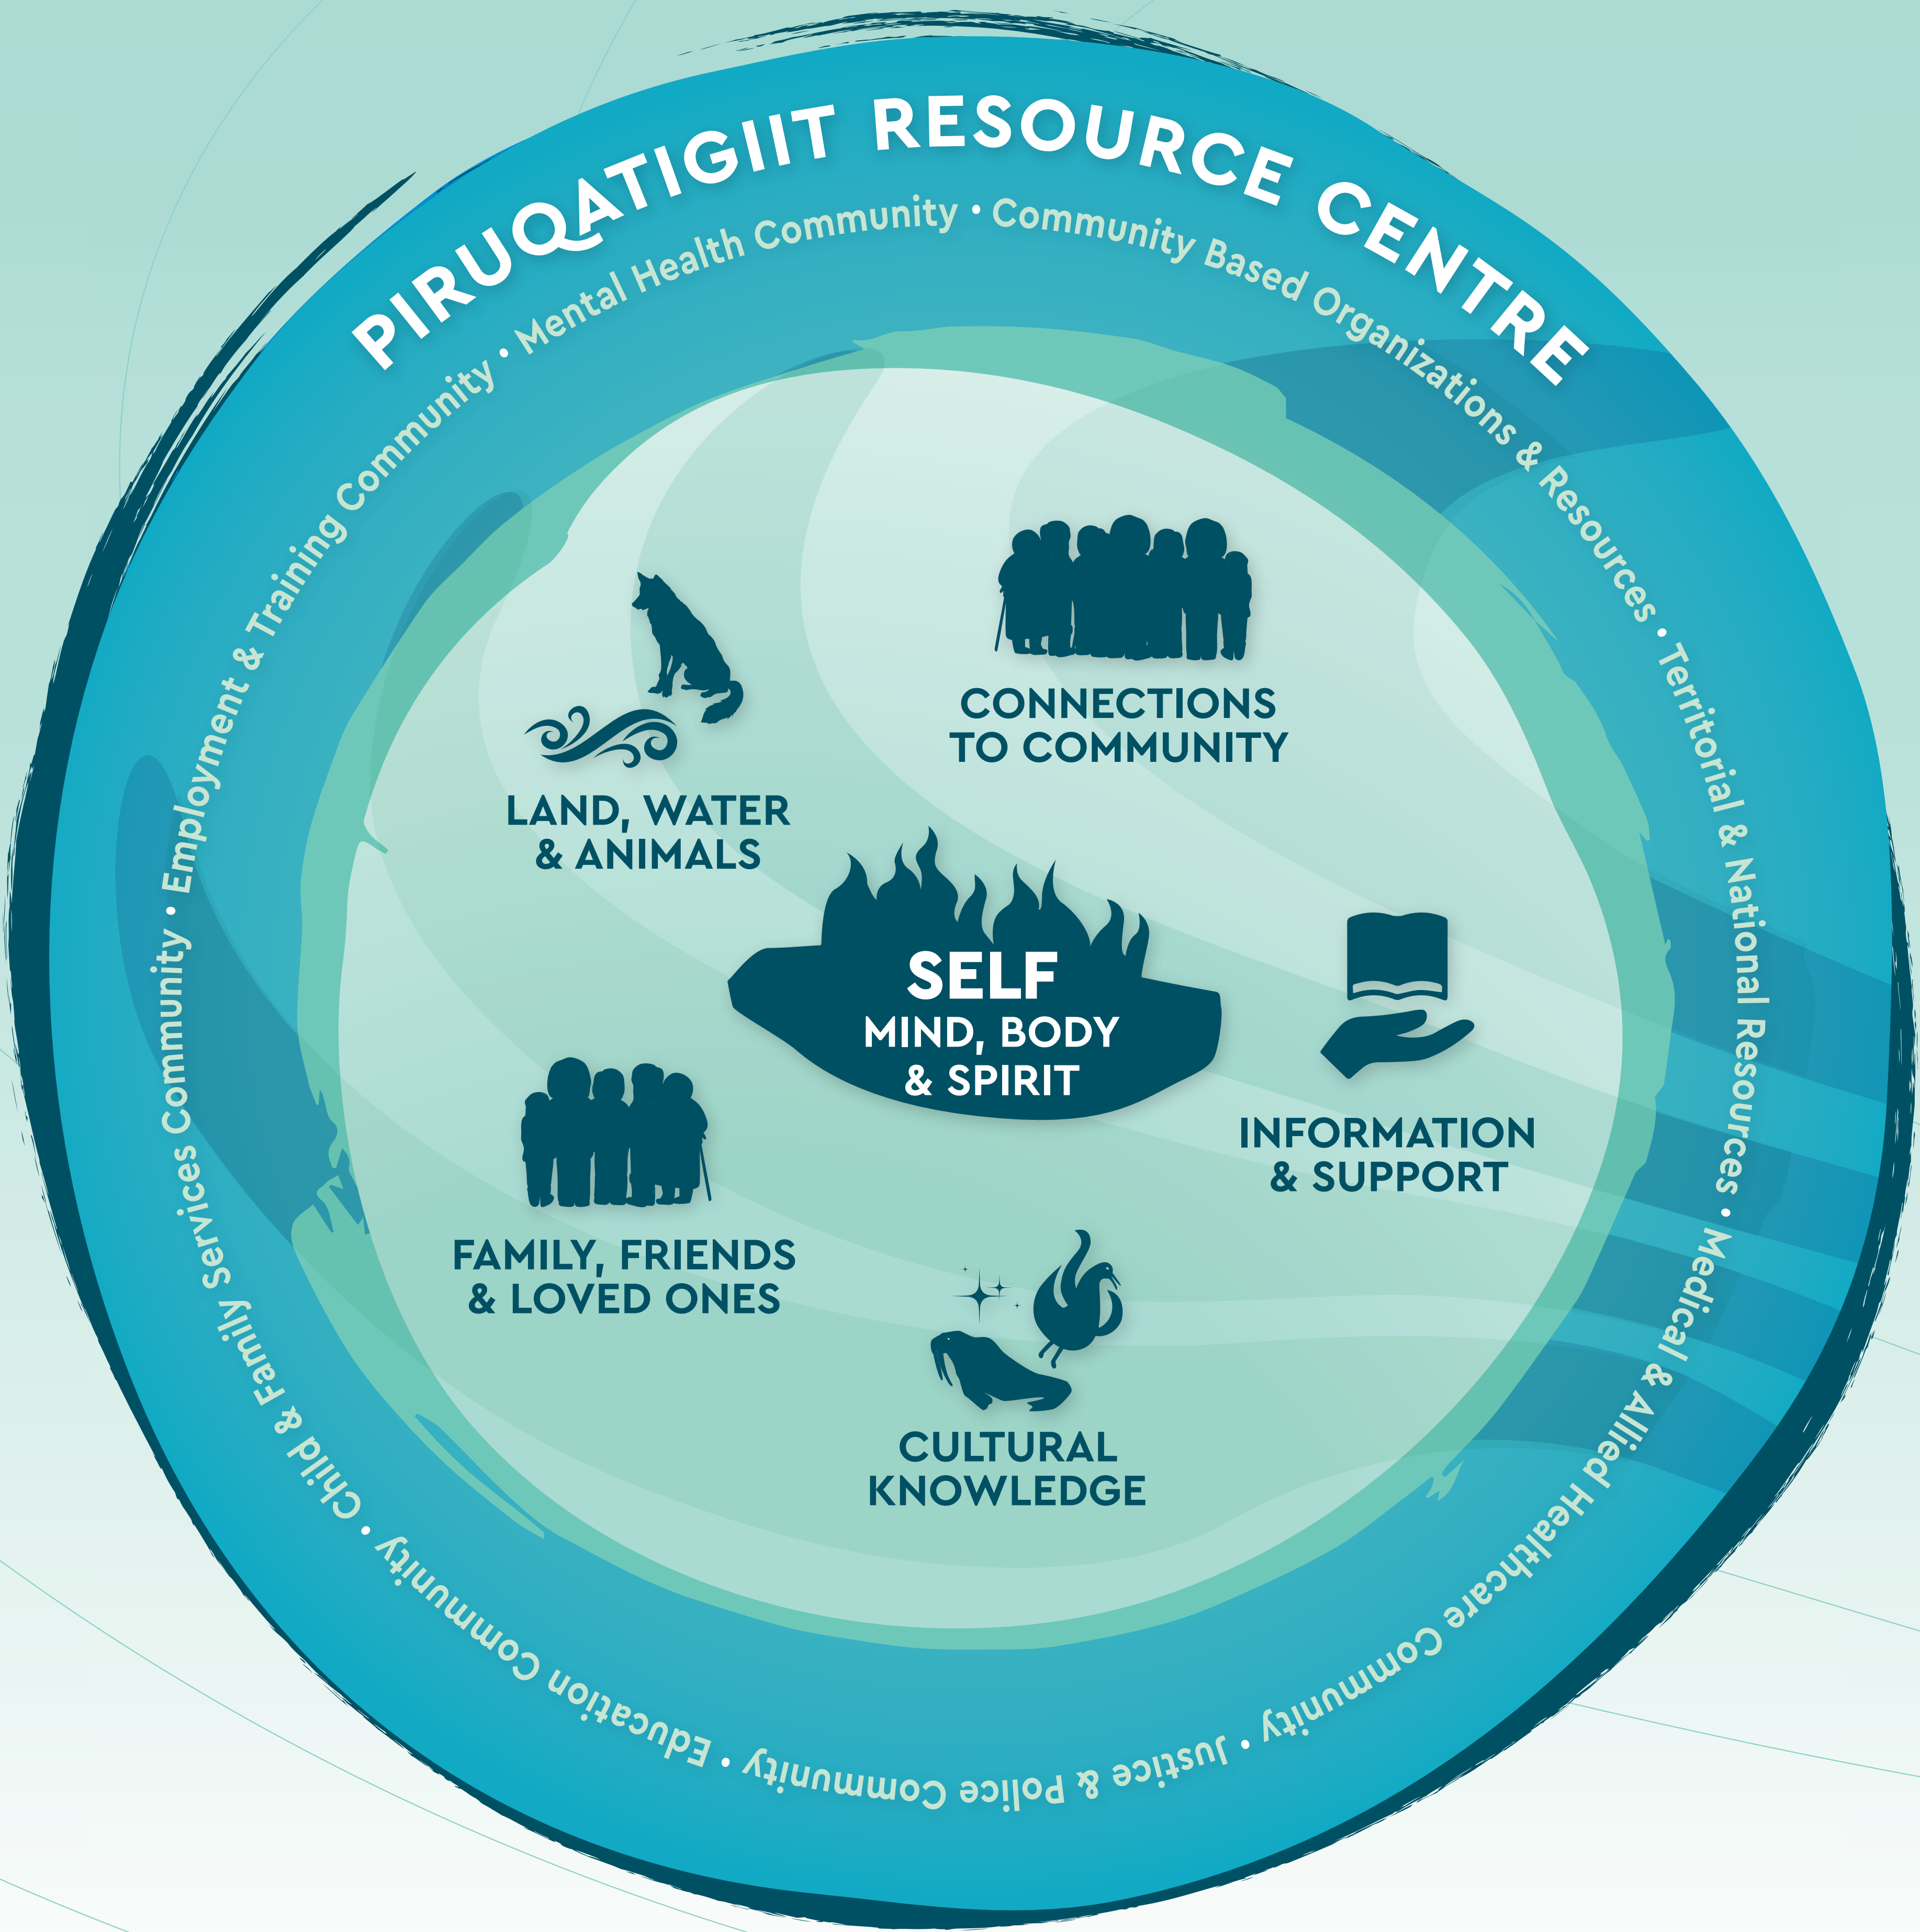 PIRUQATIGIIT RESOURCE CENTRE
Mental Health Community • Community Based Organizations & Resources • Territorial & National Resources • Medical & Allied Healthcare Community • Justice & Police Community • Education Community • Child & Family Services Community • Employment & Training Community •
CONNECTIONS
TO COMMUNITY
LAND, WATER
& ANIMALS
SELF
MIND, BODY
& SPIRIT
INFORMATION
& SUPPORT
FAMILY, FRIENDS
& LOVED ONES
CULTURAL
KNOWLEDGE